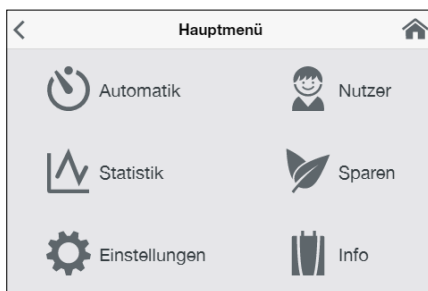 Hauptmenü
Automatik
Nutzer
Statistik
Sparen
Einstellungen
Info